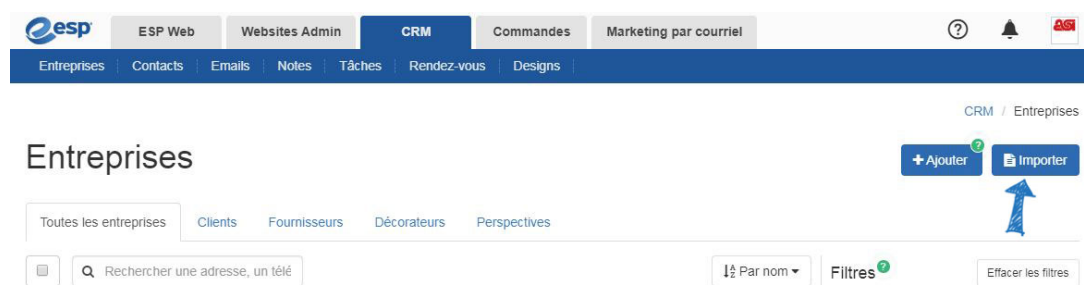 esp ESP Web Websites Admin CRM Commandes Marketing par courriel ? ASI
Entreprises Contacts Emails Notes Tâches Rendez-vous Designs
CRM / Entreprises
Entreprises
+ Ajouter ? Importer
Toutes les entreprises Clients Fournisseurs Décorateurs Perspectives
Rechercher une adresse, un télé Par nom Filtres ? Effacer les filtres